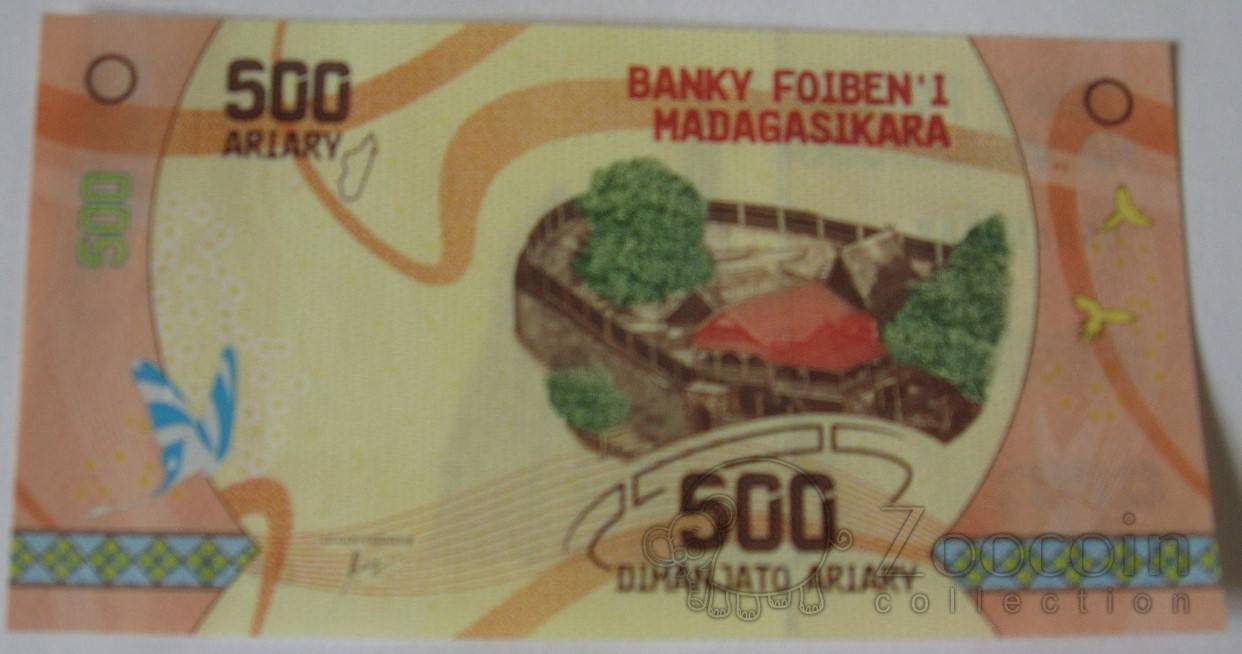 500
ARIARY
BANKY FOIBEN'I
MADAGASIKARA
500
500
DIMANJATO ARIARY
Zoocoin
collection